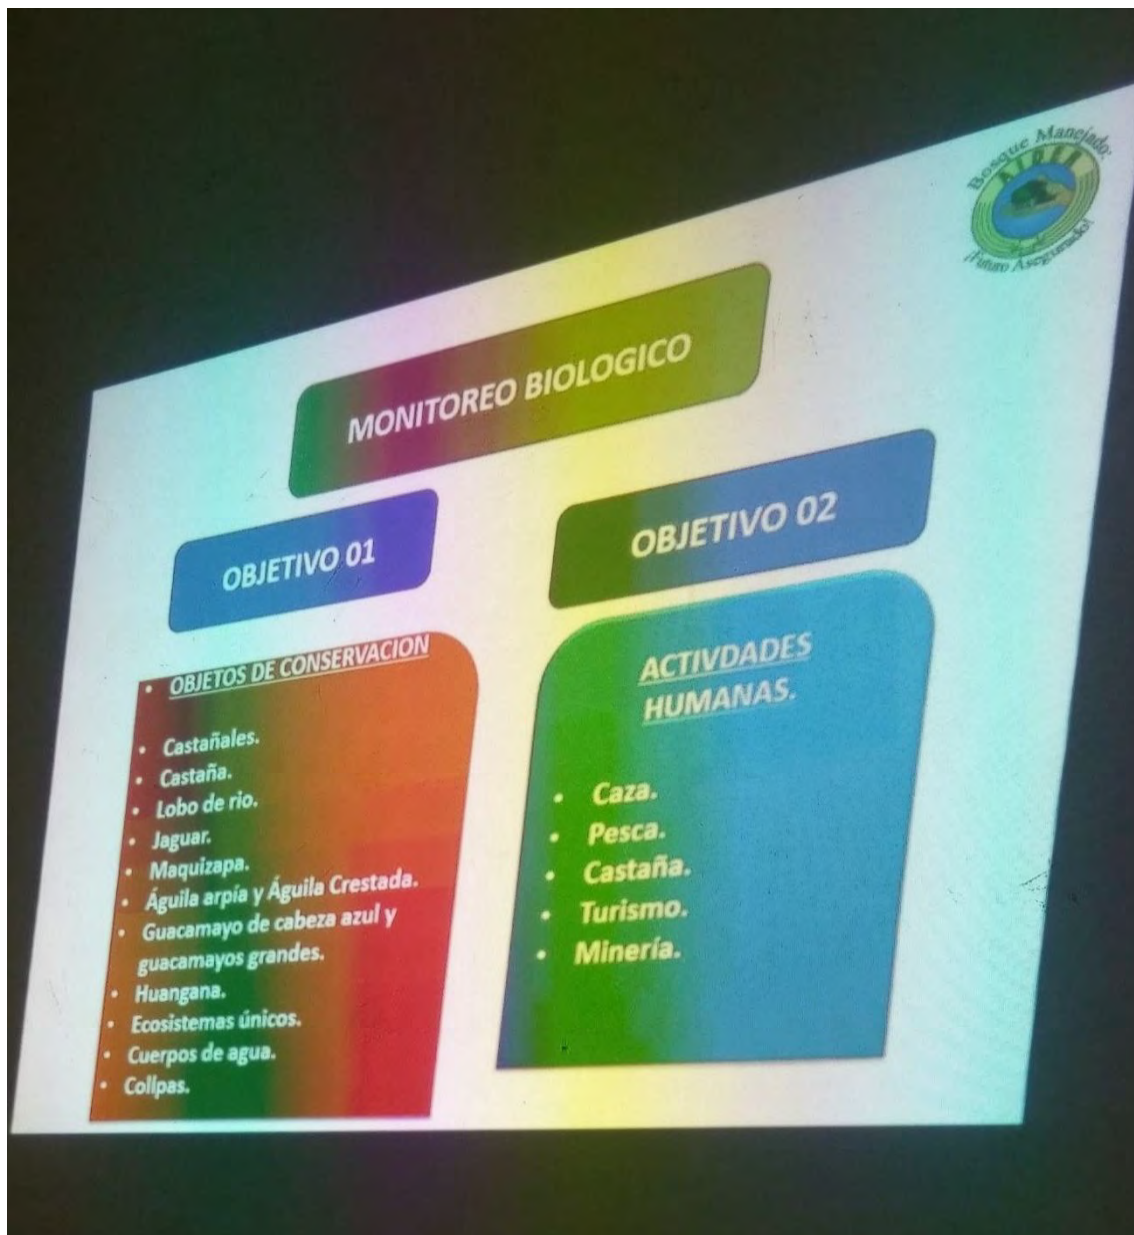 Bosque Manejado:
AIDER
¡Futuro Asegurado!
MONITOREO BIOLOGICO
OBJETIVO 01
• OBJETOS DE CONSERVACION
• Castañales.
• Castaña.
• Lobo de rio.
• Jaguar.
• Maquizapa.
• Águila arpía y Águila Crestada.
• Guacamayo de cabeza azul y
guacamayos grandes.
• Huangana.
• Ecosistemas únicos.
• Cuerpos de agua.
• Collpas.
OBJETIVO 02
ACTIVDADES
HUMANAS.
• Caza.
• Pesca.
• Castaña.
• Turismo.
• Minería.